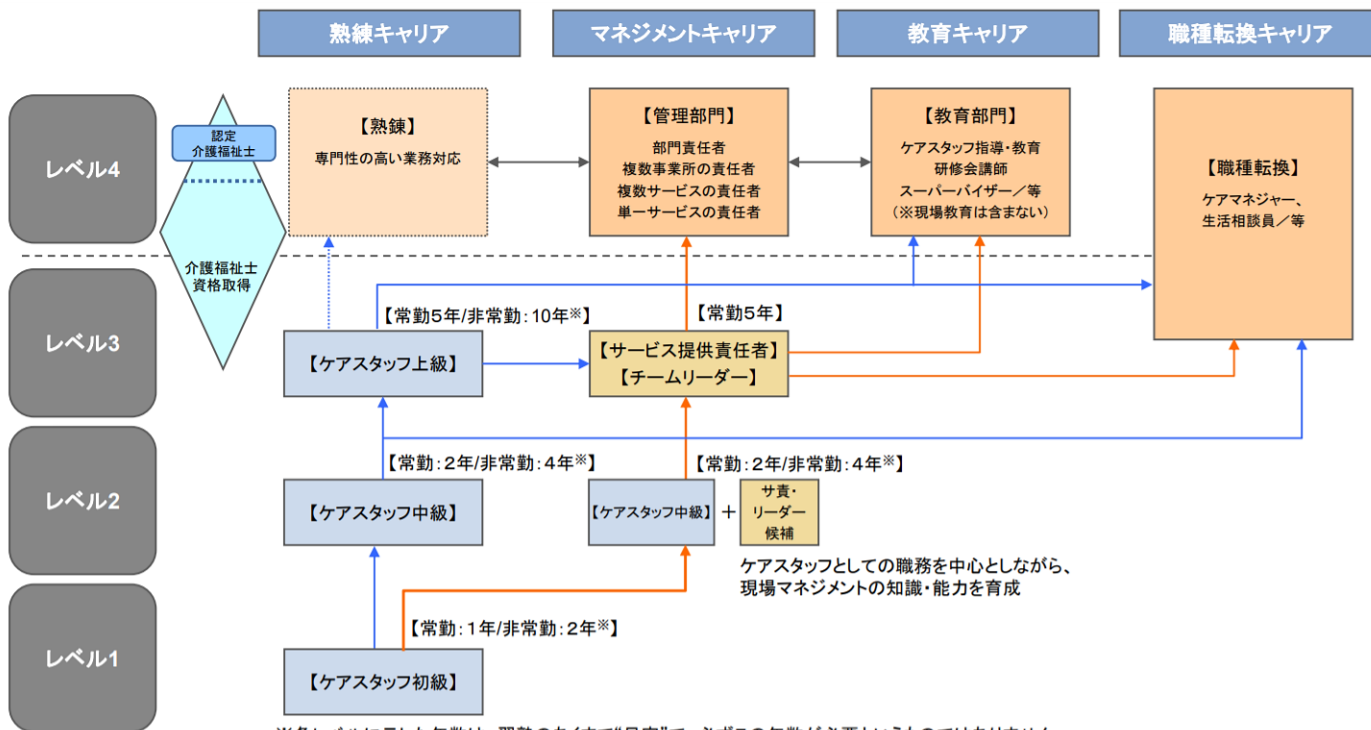 熟練キャリア
マネジメントキャリア
教育キャリア
職種転換キャリア
レベル4
認定
介護福祉士
介護福祉士
資格取得
【熟錬】
専門性の高い業務対応
【管理部門】
部門責任者
複数事業所の責任者
複数サービスの責任者
単一サービスの責任者
【教育部門】
ケアスタッフ指導・教育
研修会講師
スーパーバイザー／等
（※現場教育は含まない）
【職種転換】
ケアマネジャー、
生活相談員／等
レベル3
【常勤5年/非常勤：10年※】
【常勤5年】
【ケアスタッフ上級】
【サービス提供責任者】
【チームリーダー】
レベル2
【常勤：2年/非常勤：4年※】
【常勤：2年/非常勤：4年※】
【ケアスタッフ中級】
【ケアスタッフ中級】
＋
サ責・
リーダー
候補
ケアスタッフとしての職務を中心としながら、
現場マネジメントの知識・能力を育成
レベル1
【常勤：1年/非常勤：2年※】
【ケアスタッフ初級】